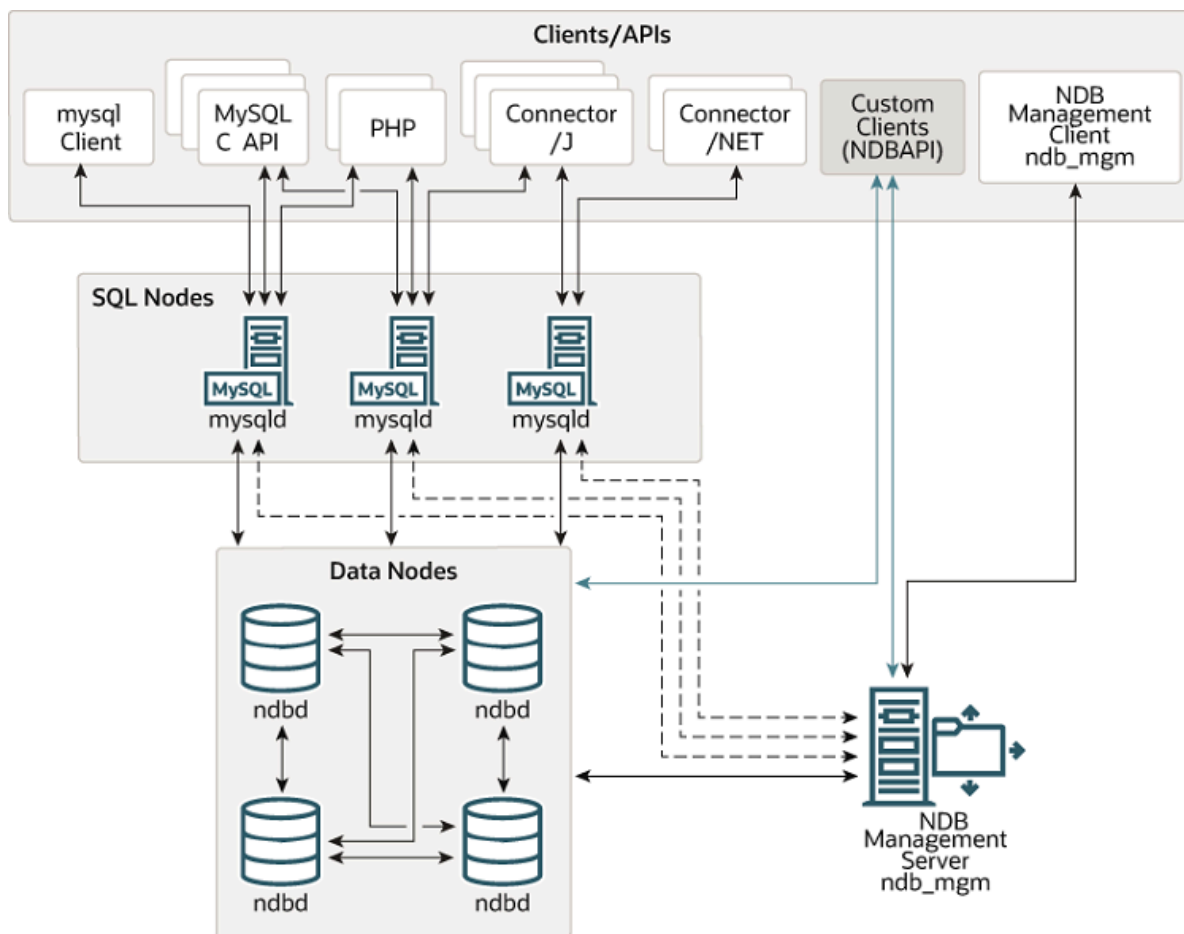 Clients/APIs
mysql
Client
MySQL
C API
PHP
Connector
/J
Connector
/NET
Custom
Clients
(NDBAPI)
NDB
Management
Client
ndb_mgm
SQL Nodes
MySQL
mysqld
MySQL
mysqld
MySQL
mysqld
Data Nodes
ndbd
ndbd
ndbd
ndbd
NDB
Management
Server
ndb_mgm